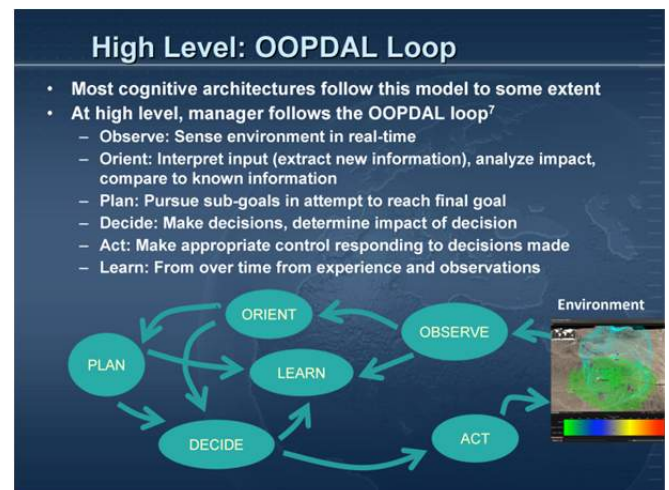 High Level: OOPDAL Loop
• Most cognitive architectures follow this model to some extent
• At high level, manager follows the OOPDAL loop7
– Observe: Sense environment in real-time
– Orient: Interpret input (extract new information), analyze impact,
compare to known information
– Plan: Pursue sub-goals in attempt to reach final goal
– Decide: Make decisions, determine impact of decision
– Act: Make appropriate control responding to decisions made
– Learn: From over time from experience and observations
Environment
ORIENT
OBSERVE
PLAN
LEARN
DECIDE
ACT